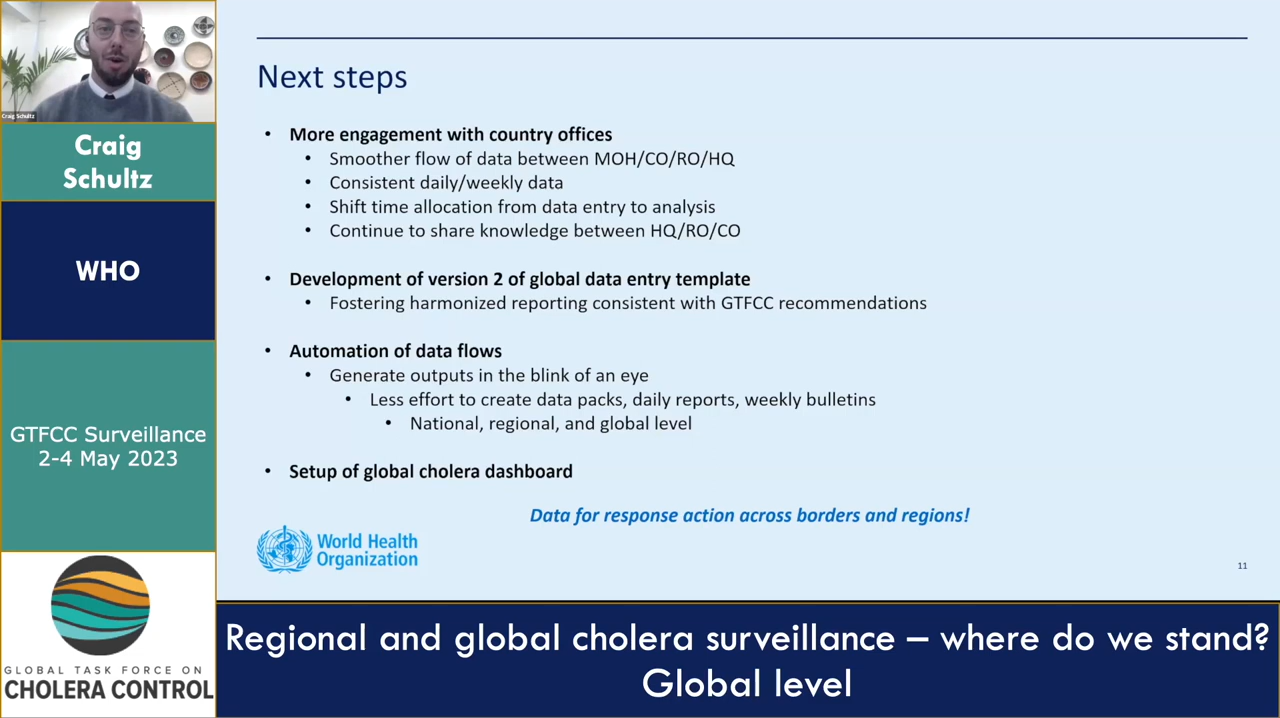 Craig Schultz
Craig
Schultz
WHO
GTFCC Surveillance
2-4 May 2023
GLOBAL TASK FORCE ON
CHOLERA CONTROL
Next steps
• More engagement with country offices
• Smoother flow of data between MOH/CO/RO/HQ
• Consistent daily/weekly data
• Shift time allocation from data entry to analysis
• Continue to share knowledge between HQ/RO/CO
• Development of version 2 of global data entry template
• Fostering harmonized reporting consistent with GTFCC recommendations
• Automation of data flows
• Generate outputs in the blink of an eye
• Less effort to create data packs, daily reports, weekly bulletins
• National, regional, and global level
• Setup of global cholera dashboard
Data for response action across borders and regions!
World Health
Organization
11
Regional and global cholera surveillance – where do we stand?
Global level